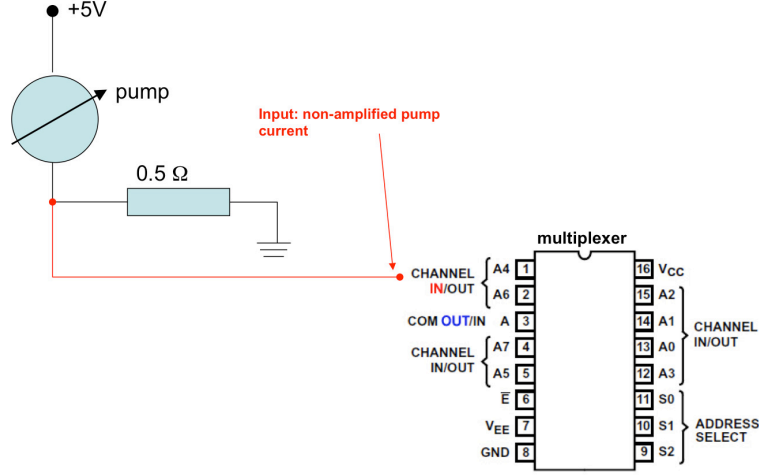 +5V
pump
Input: non-amplified pump
current
0.5 Ω
multiplexer
CHANNEL
IN/OUT
A4 1
A6 2
COM OUT/IN A 3
CHANNEL
IN/OUT
A7 4
A5 5
E̅ 6
VEE 7
GND 8
16 VCC
15 A2
14 A1
13 A0
12 A3
CHANNEL
IN/OUT
11 S0
10 S1
9 S2
ADDRESS
SELECT